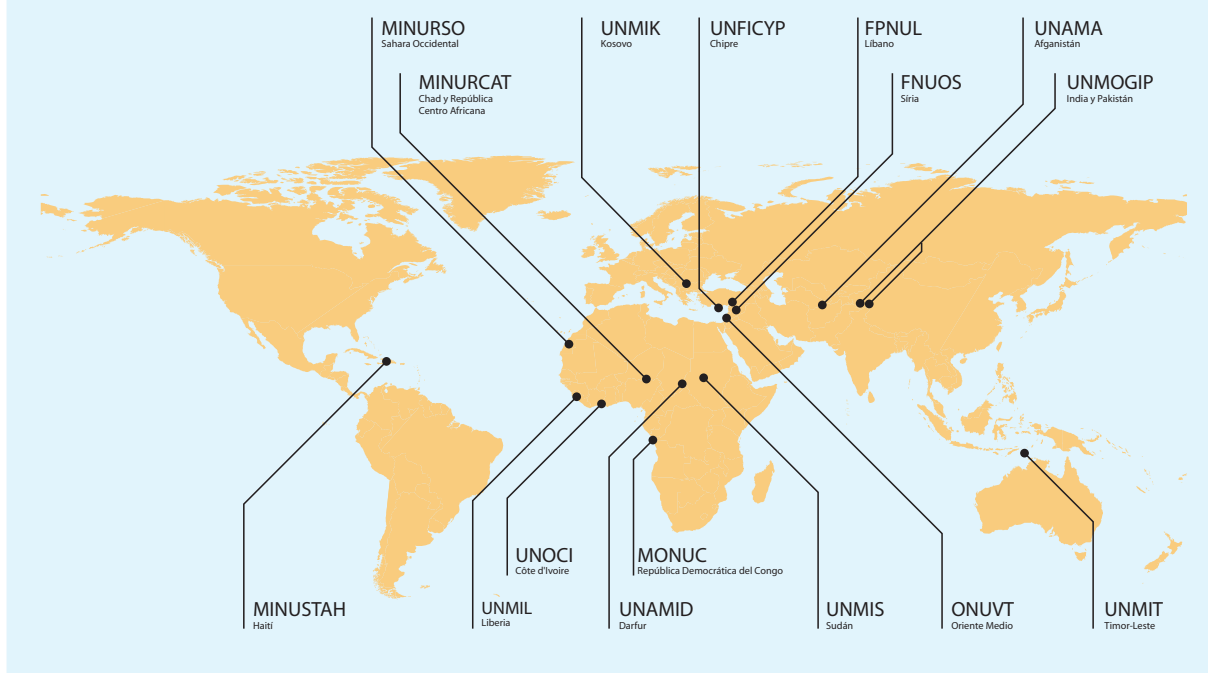 MINURSO
Sahara Occidental
UNMIK
Kosovo
UNFICYP
Chipre
FPNUL
Líbano
UNAMA
Afganistán
MINURCAT
Chad y República
Centro Africana
FNUOS
Síria
UNMOGIP
India y Pakistán
UNOCI
Côte d'Ivoire
MONUC
República Democrática del Congo
MINUSTAH
Haití
UNMIL
Liberia
UNAMID
Darfur
UNMIS
Sudán
ONUVT
Oriente Medio
UNMIT
Timor-Leste